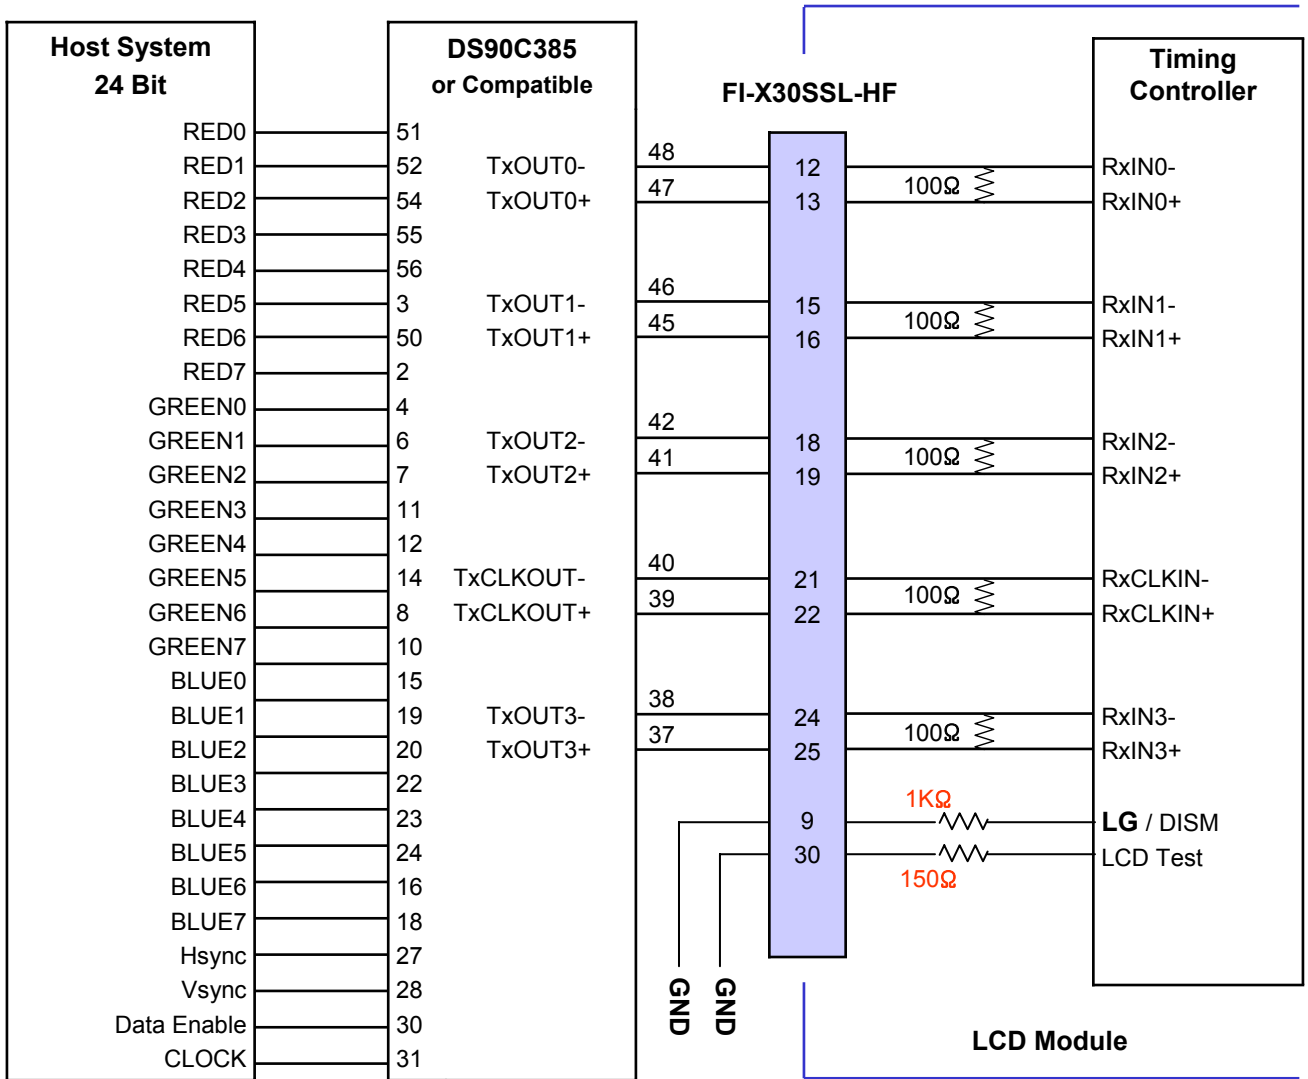 Host System
24 Bit
RED0
RED1
RED2
RED3
RED4
RED5
RED6
RED7
GREEN0
GREEN1
GREEN2
GREEN3
GREEN4
GREEN5
GREEN6
GREEN7
BLUE0
BLUE1
BLUE2
BLUE3
BLUE4
BLUE5
BLUE6
BLUE7
Hsync
Vsync
Data Enable
CLOCK
DS90C385
or Compatible
51
52 TxOUT0-
54 TxOUT0+
55
56
3 TxOUT1-
50 TxOUT1+
2
4
6 TxOUT2-
7 TxOUT2+
11
12
14 TxCLKOUT-
8 TxCLKOUT+
10
15
19 TxOUT3-
20 TxOUT3+
22
23
24
16
18
27
28
30
31
48
47
46
45
42
41
40
39
38
37
GND
GND
FI-X30SSL-HF
12
13
15
16
18
19
21
22
24
25
9
30
100Ω
100Ω
100Ω
100Ω
100Ω
1KΩ
150Ω
Timing
Controller
RxIN0-
RxIN0+
RxIN1-
RxIN1+
RxIN2-
RxIN2+
RxCLKIN-
RxCLKIN+
RxIN3-
RxIN3+
LG / DISM
LCD Test
LCD Module